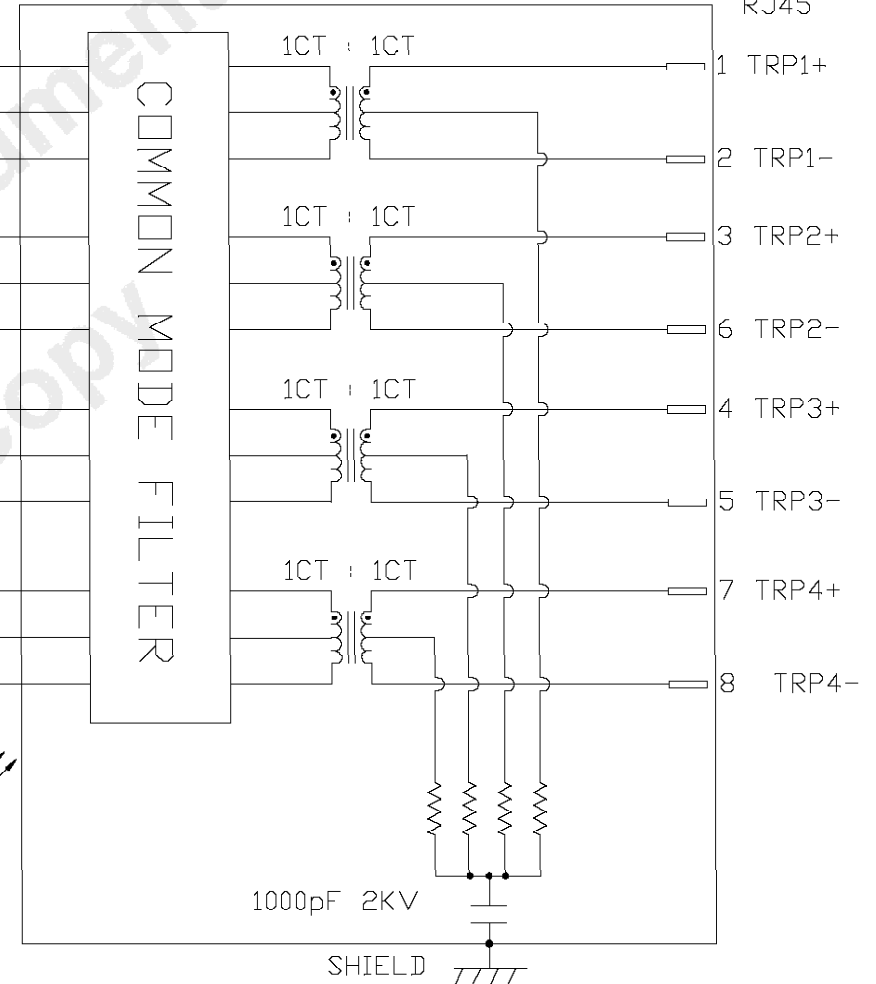 RJ45
1CT : 1CT
1 TRP1+
2 TRP1-
1CT : 1CT
3 TRP2+
6 TRP2-
COMMON MODE FILTER
1CT : 1CT
4 TRP3+
5 TRP3-
1CT : 1CT
7 TRP4+
8 TRP4-
1000pF 2KV
SHIELD
copy